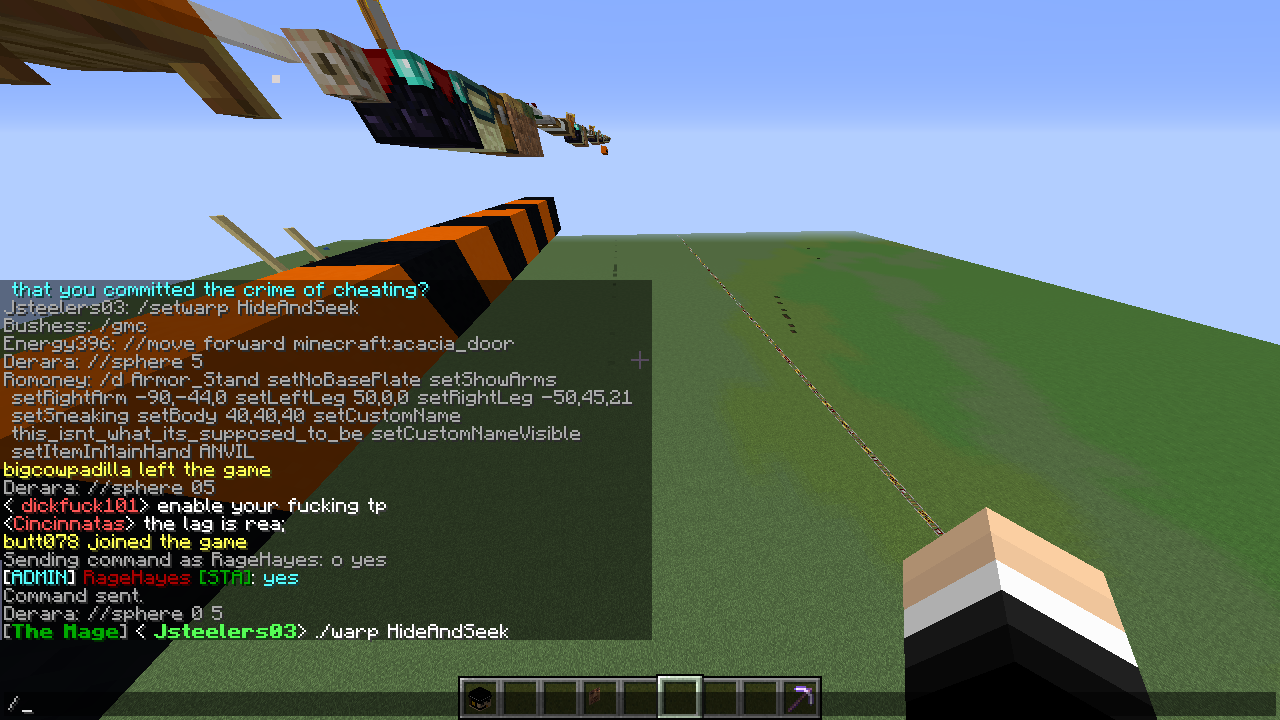 that you committed the crime of cheating?
Jsteelers03: /setwarp HideAndSeek
Bushess: /gmc
Energy396: //move forward minecraft:acacia_door
Derara: //sphere 5
Romoney: /d Armor_Stand setNoBasePlate setShowArms
setRightArm -90,-44,0 setLeftLeg 50,0,0 setRightLeg -50,45,21
setSneaking setBody 40,40,40 setCustomName
this_isnt_what_its_supposed_to_be setCustomNameVisible
setItemInMainHand ANVIL
bigcowpadilla left the game
Derara: //sphere 05
< dickfuck101> enable your fucking tp
<Cincinnatas> the lag is rea;
butt078 joined the game
Sending command as RageHayes: o yes
[ADMIN] RageHayes [STA]: yes
Command sent.
Derara: //sphere 0 5
[The Mage] < Jsteelers03> ./warp HideAndSeek
/_